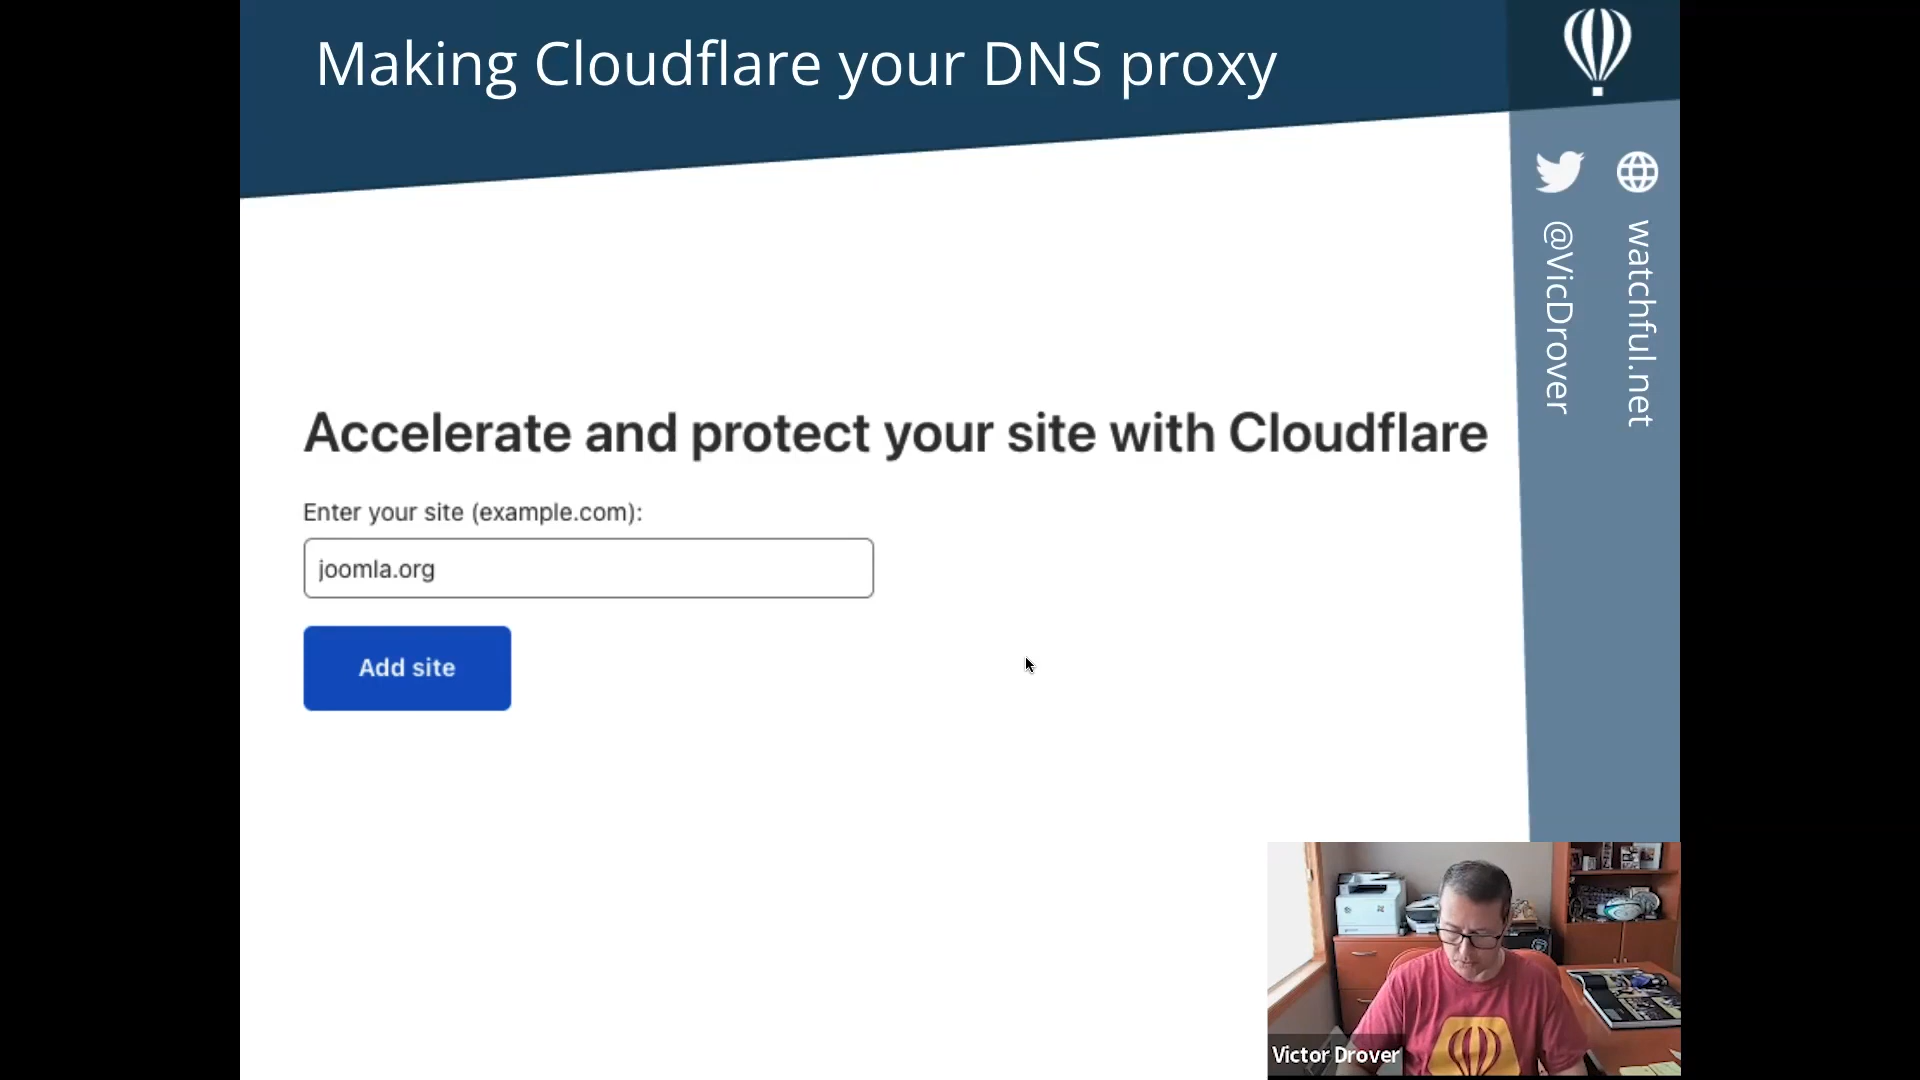 Making Cloudflare your DNS proxy
@VicDrover
watchful.net
Accelerate and protect your site with Cloudflare
Enter your site (example.com):
joomla.org
Add site
Victor Drover